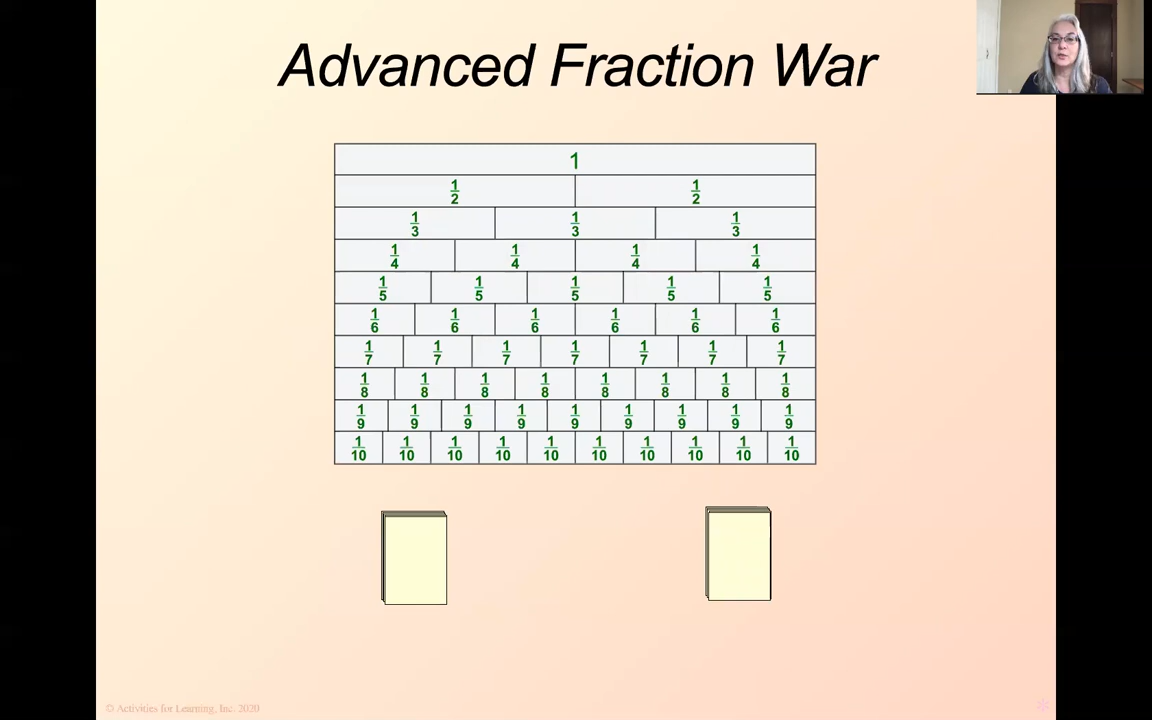 Advanced Fraction War
1
1/2 1/2
1/3 1/3 1/3
1/4 1/4 1/4 1/4
1/5 1/5 1/5 1/5 1/5
1/6 1/6 1/6 1/6 1/6 1/6
1/7 1/7 1/7 1/7 1/7 1/7 1/7
1/8 1/8 1/8 1/8 1/8 1/8 1/8 1/8
1/9 1/9 1/9 1/9 1/9 1/9 1/9 1/9 1/9
1/10 1/10 1/10 1/10 1/10 1/10 1/10 1/10 1/10 1/10
© Activities for Learning, Inc. 2020